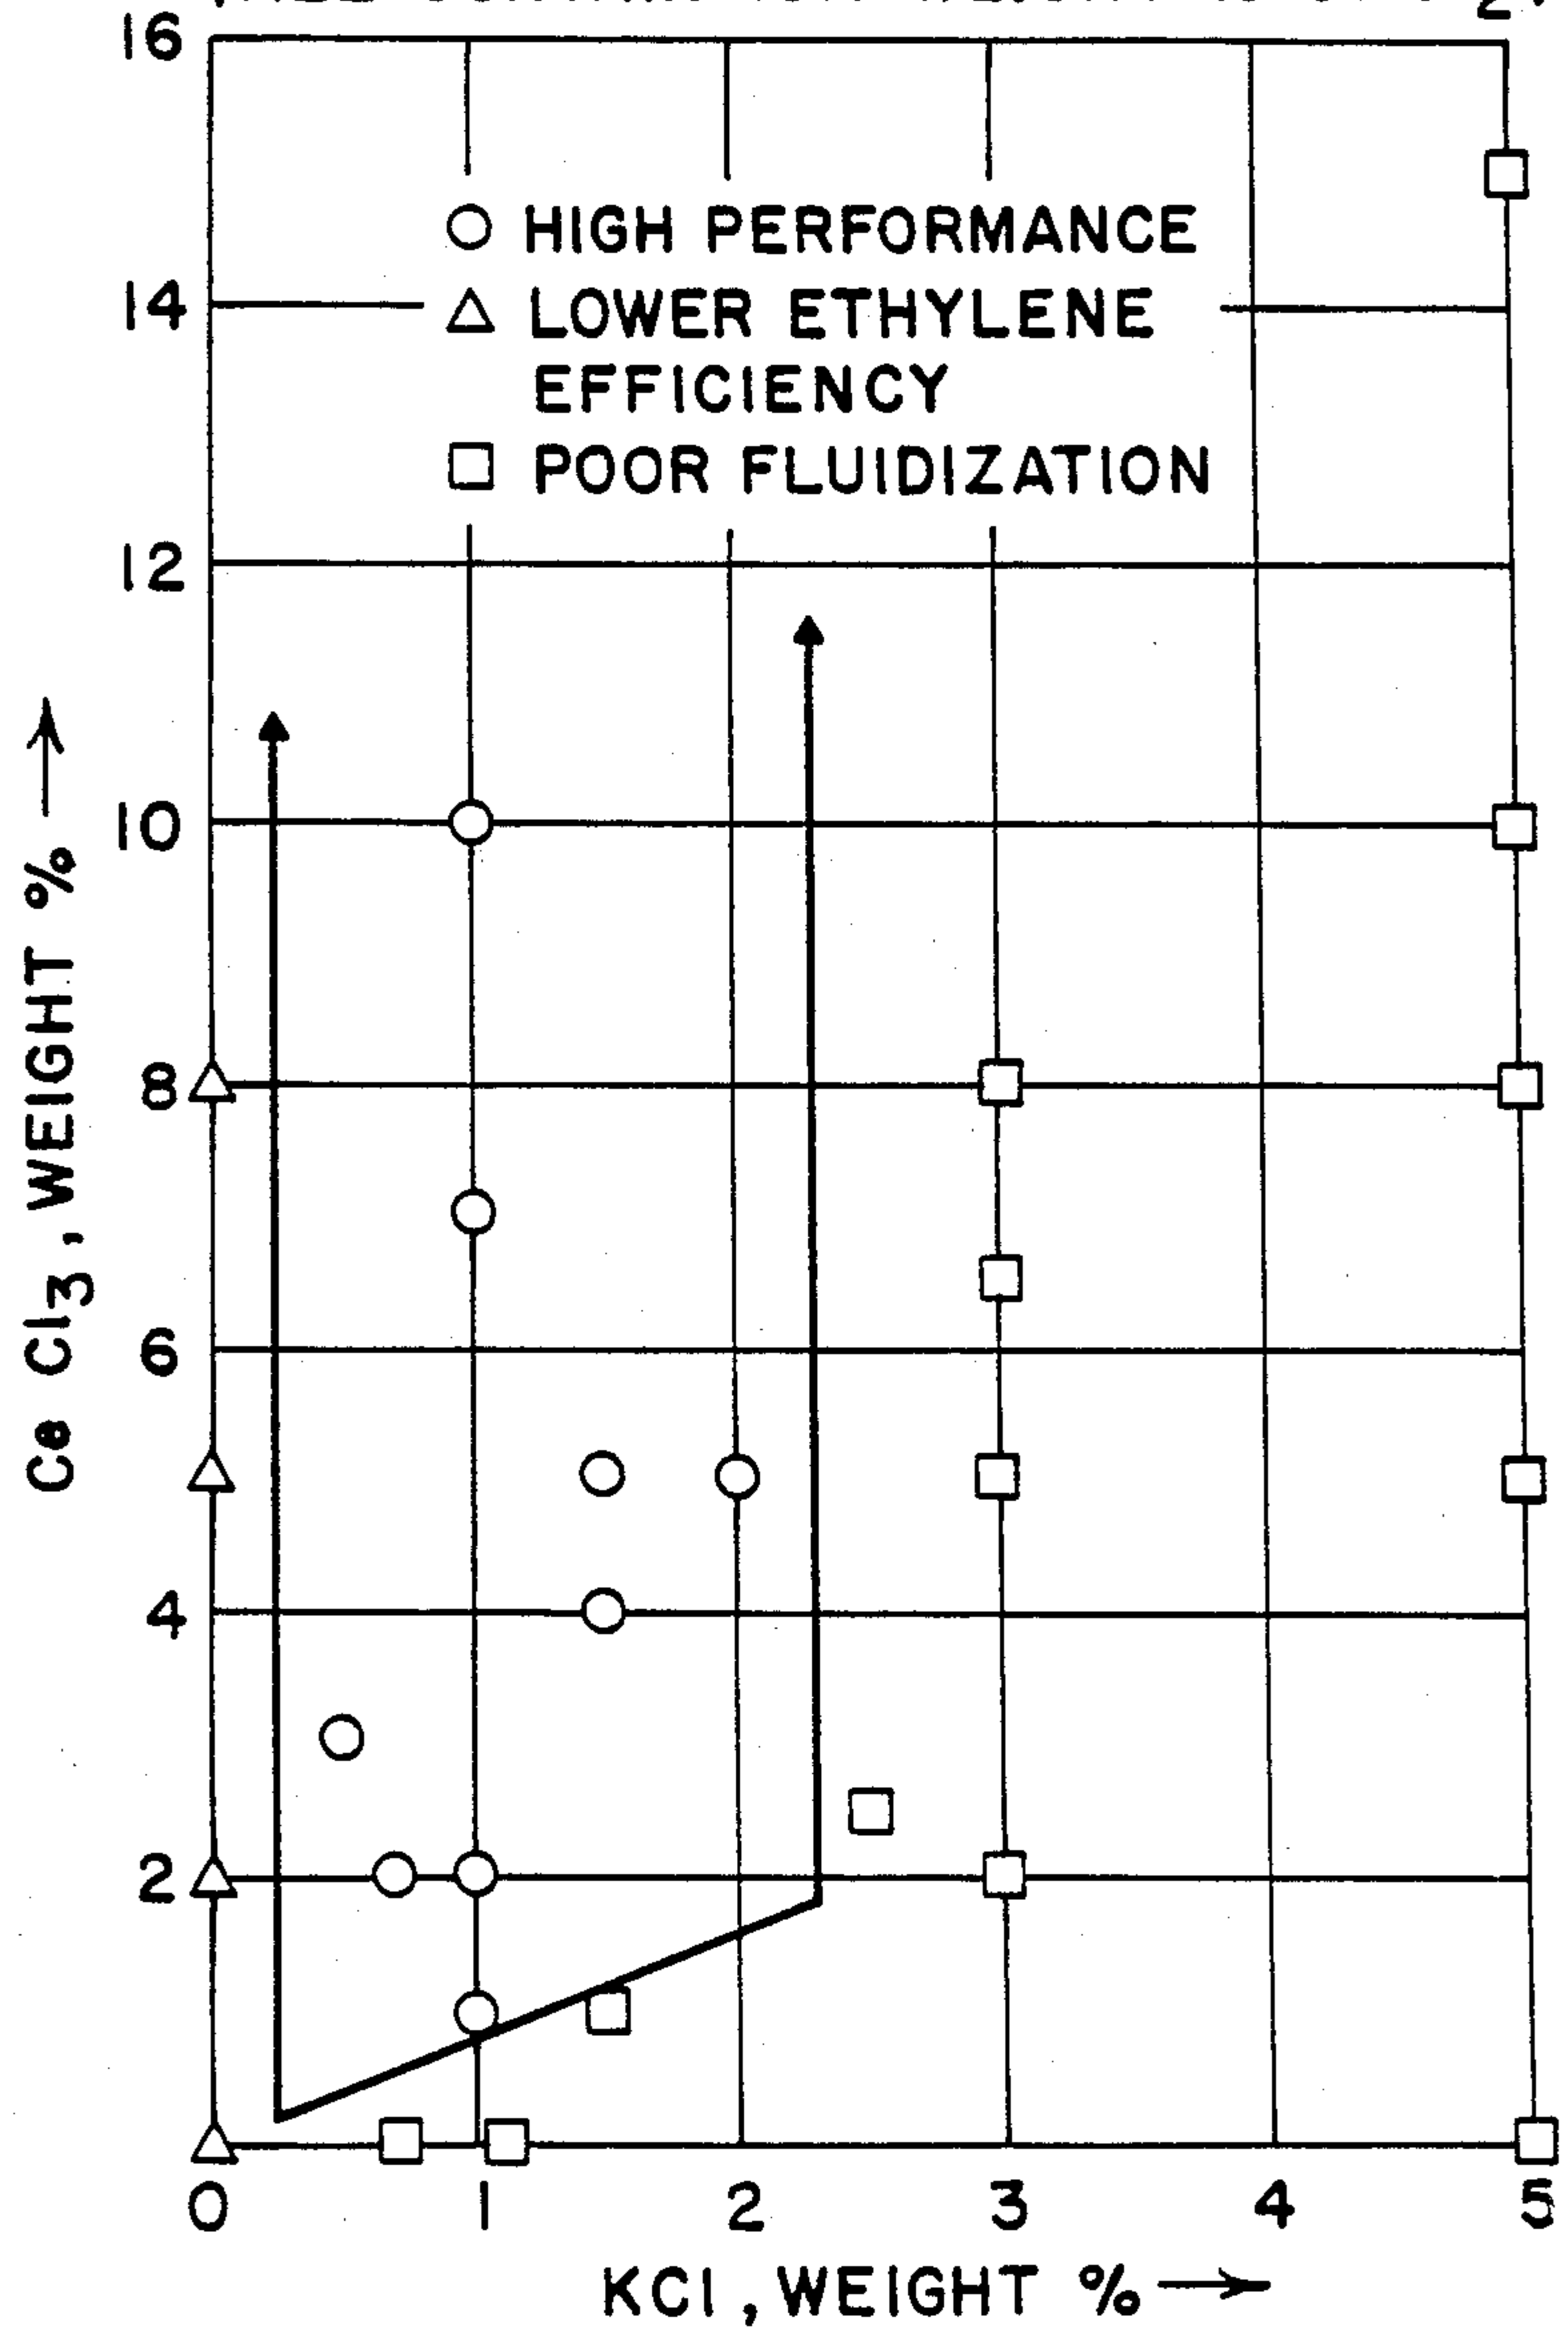 16
HIGH PERFORMANCE
14
LOWER ETHYLENE
EFFICIENCY
POOR FLUIDIZATION
12
10
8
6
4
2
Ce Cl3, WEIGHT %
0 1 2 3 4 5
KCl, WEIGHT %